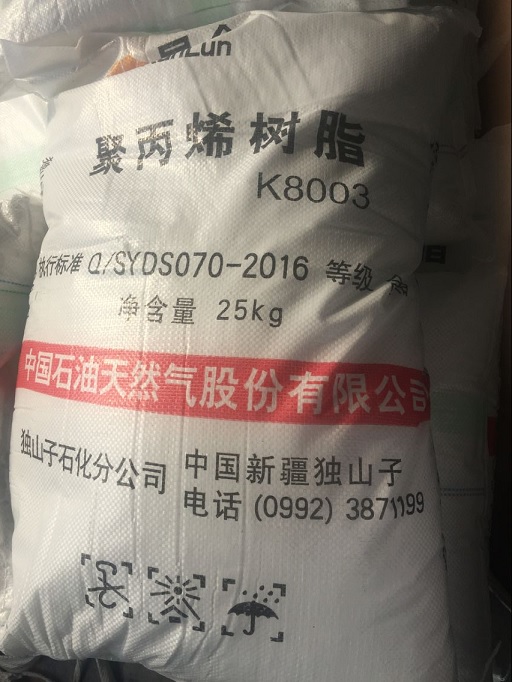 Lun
聚丙烯树脂
K8003
执行标准 Q/SYDS070-2016 等级
净含量 25kg
中国石油天然气股份有限公司
独山子石化分公司
中国新疆独山子
电话 (0992) 3871199